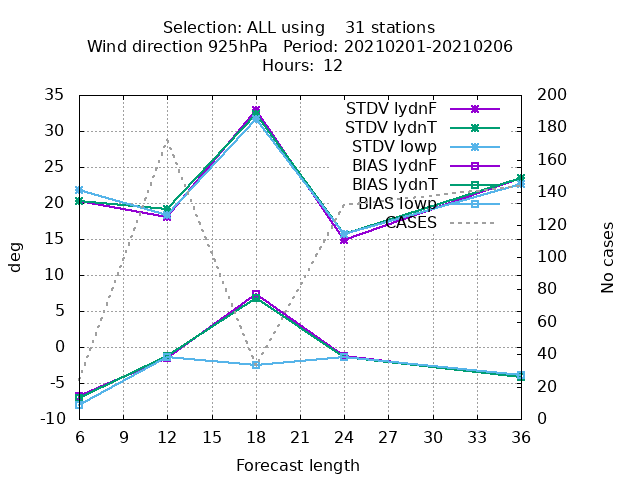 Selection: ALL using    31 stations
Wind direction 925hPa   Period: 20210201-20210206
Hours:  12
35
30
25
20
15
10
5
0
-5
-10
deg
STDV lydnF
STDV lydnT
STDV lowp
BIAS lydnF
BIAS lydnT
BIAS lowp
CASES
200
180
160
140
120
100
80
60
40
20
0
No cases
6 9 12 15 18 21 24 27 30 33 36
Forecast length